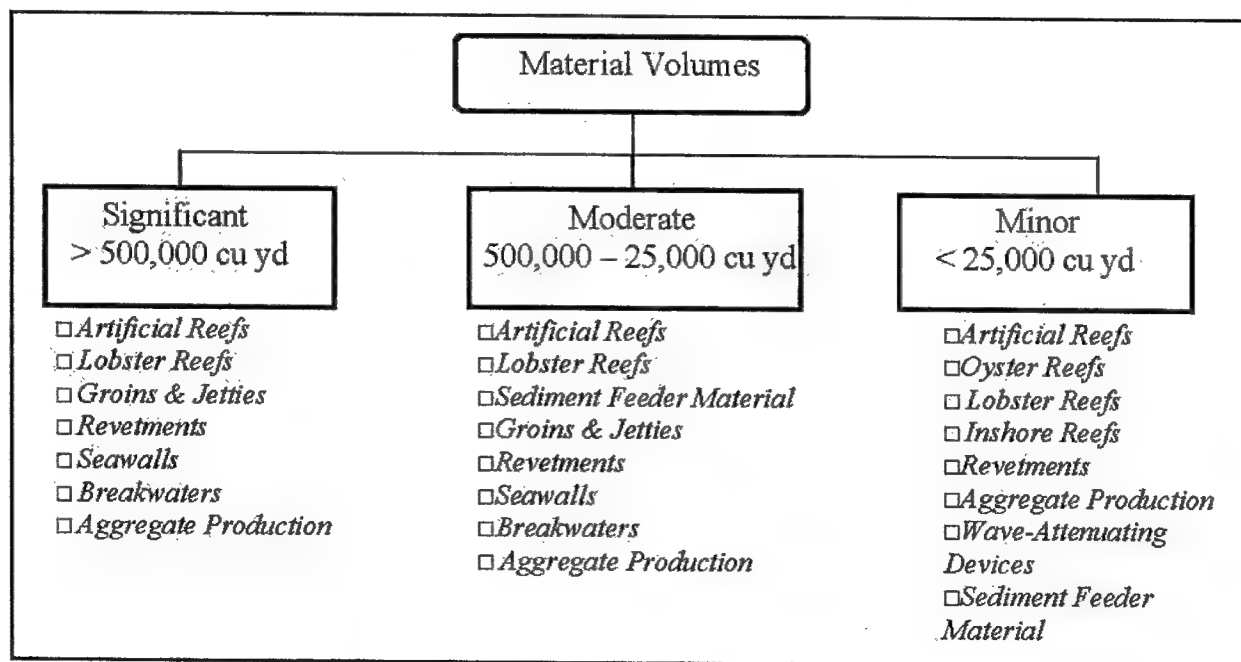 Material Volumes
Significant
> 500,000 cu yd
□ Artificial Reefs
□ Lobster Reefs
□ Groins & Jetties
□ Revetments
□ Seawalls
□ Breakwaters
□ Aggregate Production
Moderate
500,000 – 25,000 cu yd
□Artificial Reefs
□Lobster Reefs
□Sediment Feeder Material
□Groins & Jetties
□Revetments
□Seawalls
□Breakwaters
□Aggregate Production
Minor
< 25,000 cu yd
□Artificial Reefs
□Oyster Reefs
□ Lobster Reefs
□ Inshore Reefs
□Revetments
□Aggregate Production
□Wave-Attenuating
Devices
□Sediment Feeder
Material